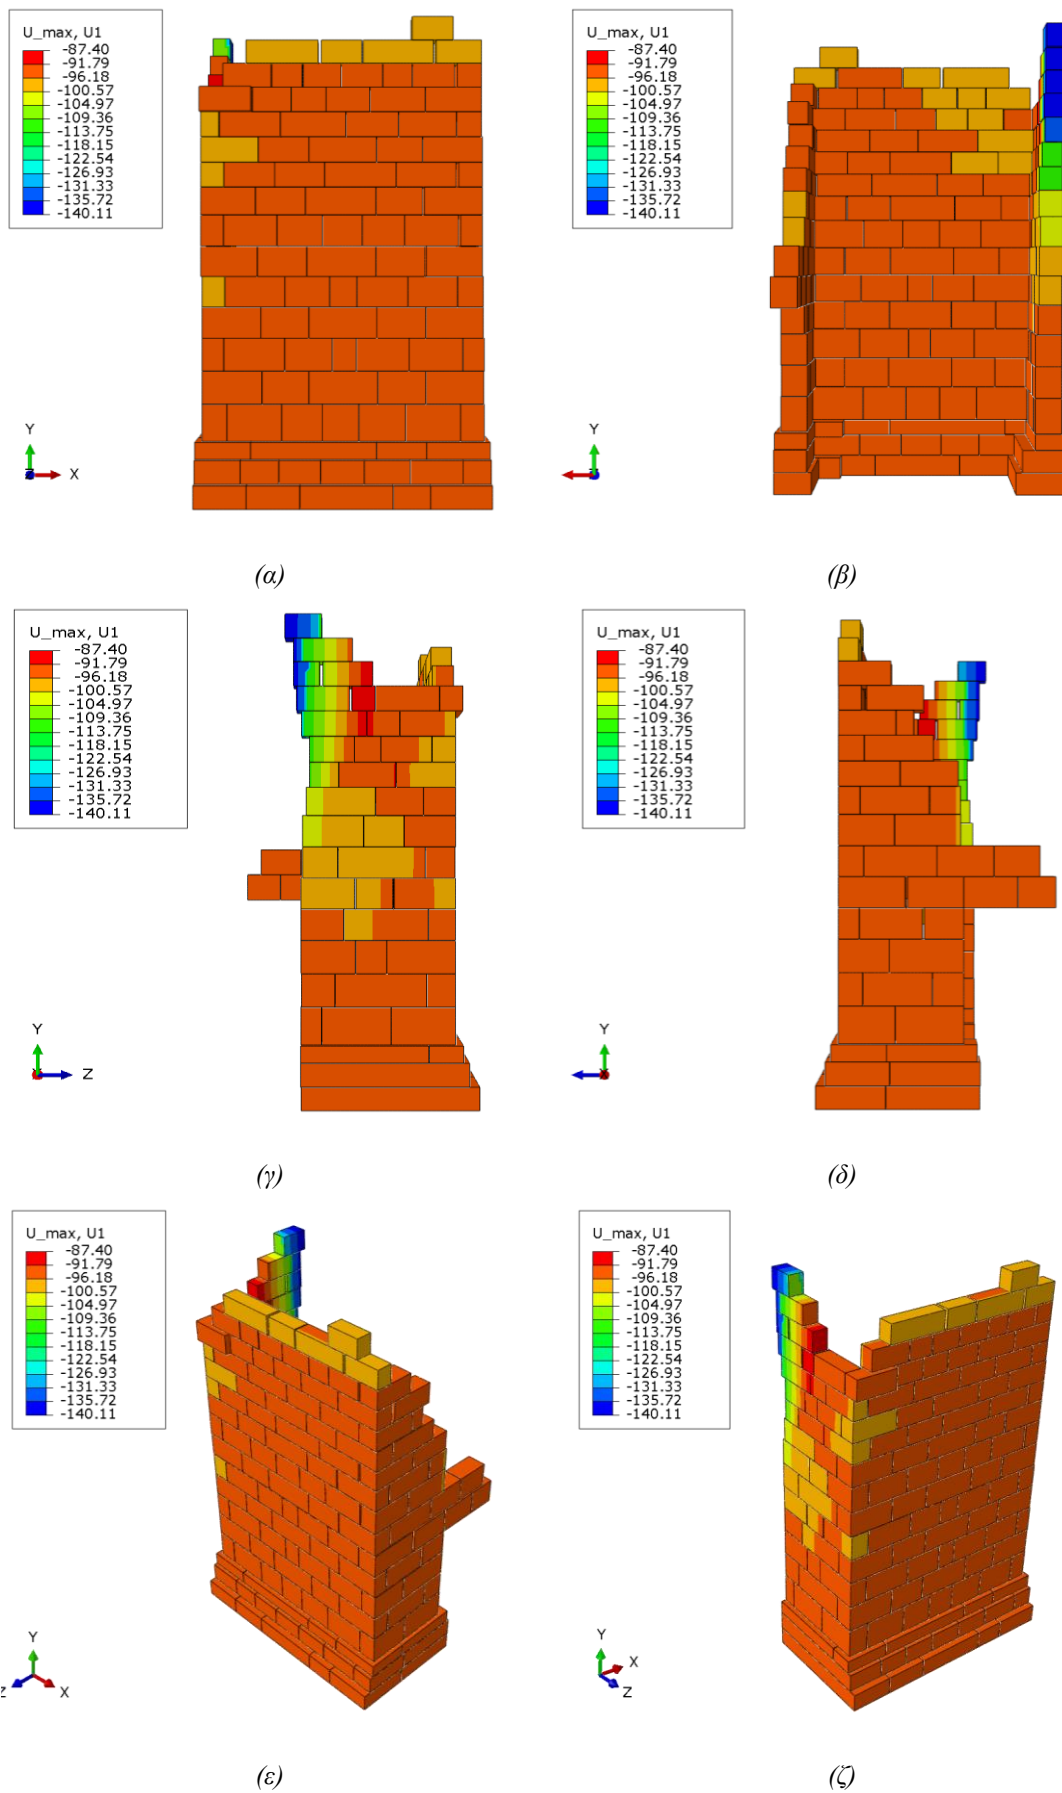 U_max, U1
-87.40
-91.79
-96.18
-100.57
-104.97
-109.36
-113.75
-118.15
-122.54
-126.93
-131.33
-135.72
-140.11
Y
Z
X
(α)
U_max, U1
-87.40
-91.79
-96.18
-100.57
-104.97
-109.36
-113.75
-118.15
-122.54
-126.93
-131.33
-135.72
-140.11
Y
(β)
U_max, U1
-87.40
-91.79
-96.18
-100.57
-104.97
-109.36
-113.75
-118.15
-122.54
-126.93
-131.33
-135.72
-140.11
Y
X
Z
(γ)
U_max, U1
-87.40
-91.79
-96.18
-100.57
-104.97
-109.36
-113.75
-118.15
-122.54
-126.93
-131.33
-135.72
-140.11
Y
X
(δ)
U_max, U1
-87.40
-91.79
-96.18
-100.57
-104.97
-109.36
-113.75
-118.15
-122.54
-126.93
-131.33
-135.72
-140.11
Y
Z
X
(ε)
U_max, U1
-87.40
-91.79
-96.18
-100.57
-104.97
-109.36
-113.75
-118.15
-122.54
-126.93
-131.33
-135.72
-140.11
Y
X
Z
(ζ)